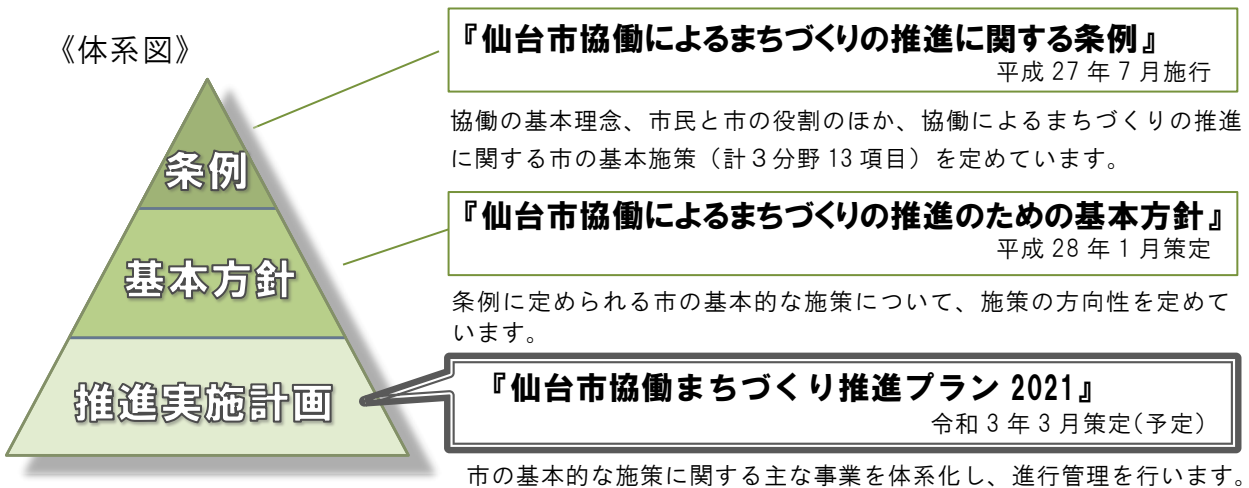 《体系図》
『仙台市協働によるまちづくりの推進に関する条例』
平成 27 年 7 月施行
協働の基本理念、市民と市の役割のほか、協働によるまちづくりの推進
に関する市の基本施策（計３分野 13 項目）を定めています。
条例
『仙台市協働によるまちづくりの推進のための基本方針』
平成 28 年 1 月策定
基本方針
条例に定められる市の基本的な施策について、施策の方向性を定めて
います。
推進実施計画
『仙台市協働まちづくり推進プラン 2021』
令和 3 年 3 月策定(予定)
市の基本的な施策に関する主な事業を体系化し、進行管理を行います。